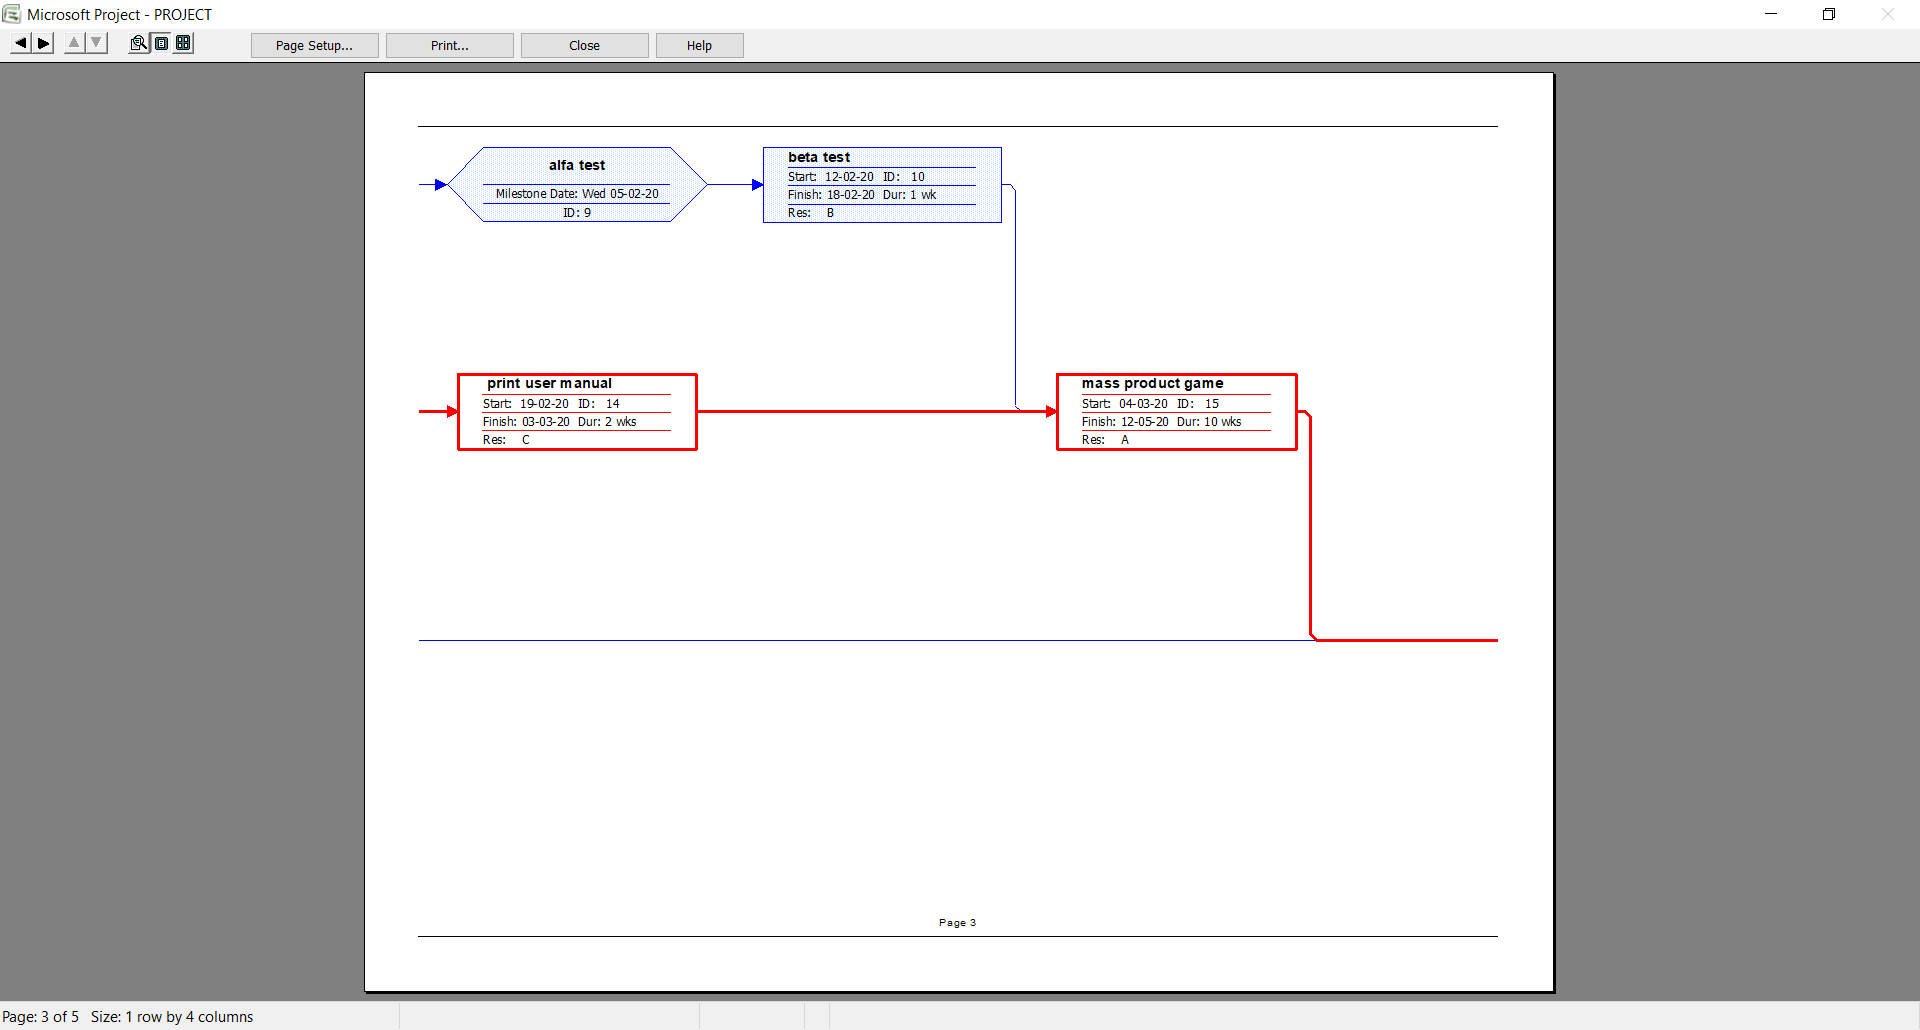 Microsoft Project - PROJECT
Page Setup... Print... Close Help
alfa test
Milestone Date: Wed 05-02-20
ID: 9
beta test
Start: 12-02-20 ID: 10
Finish: 18-02-20 Dur: 1 wk
Res: B
print user manual
Start: 19-02-20 ID: 14
Finish: 03-03-20 Dur: 2 wks
Res: C
mass product game
Start: 04-03-20 ID: 15
Finish: 12-05-20 Dur: 10 wks
Res: A
Page 3
Page: 3 of 5 Size: 1 row by 4 columns